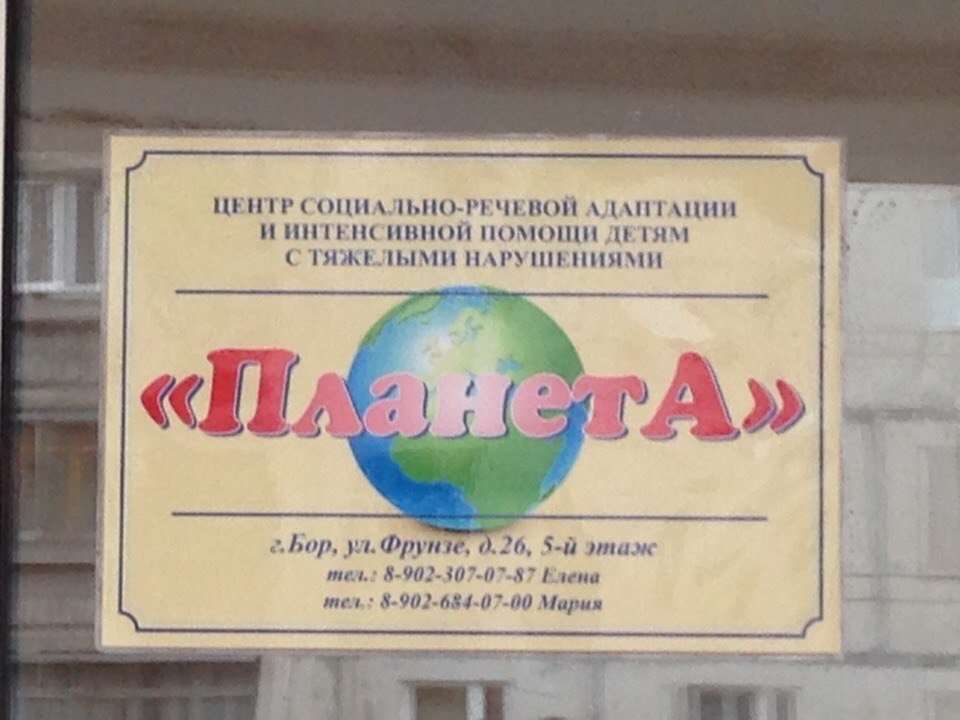 ЦЕНТР СОЦИАЛЬНО-РЕЧЕВОЙ АДАПТАЦИИ
И ИНТЕНСИВНОЙ ПОМОЩИ ДЕТЯМ
С ТЯЖЕЛЫМИ НАРУШЕНИЯМИ
«ПланетА»
г.Бор, ул.Фрунзе, д.26, 5-й этаж
тел.: 8-902-307-07-87 Елена
тел.: 8-902-684-07-00 Мария